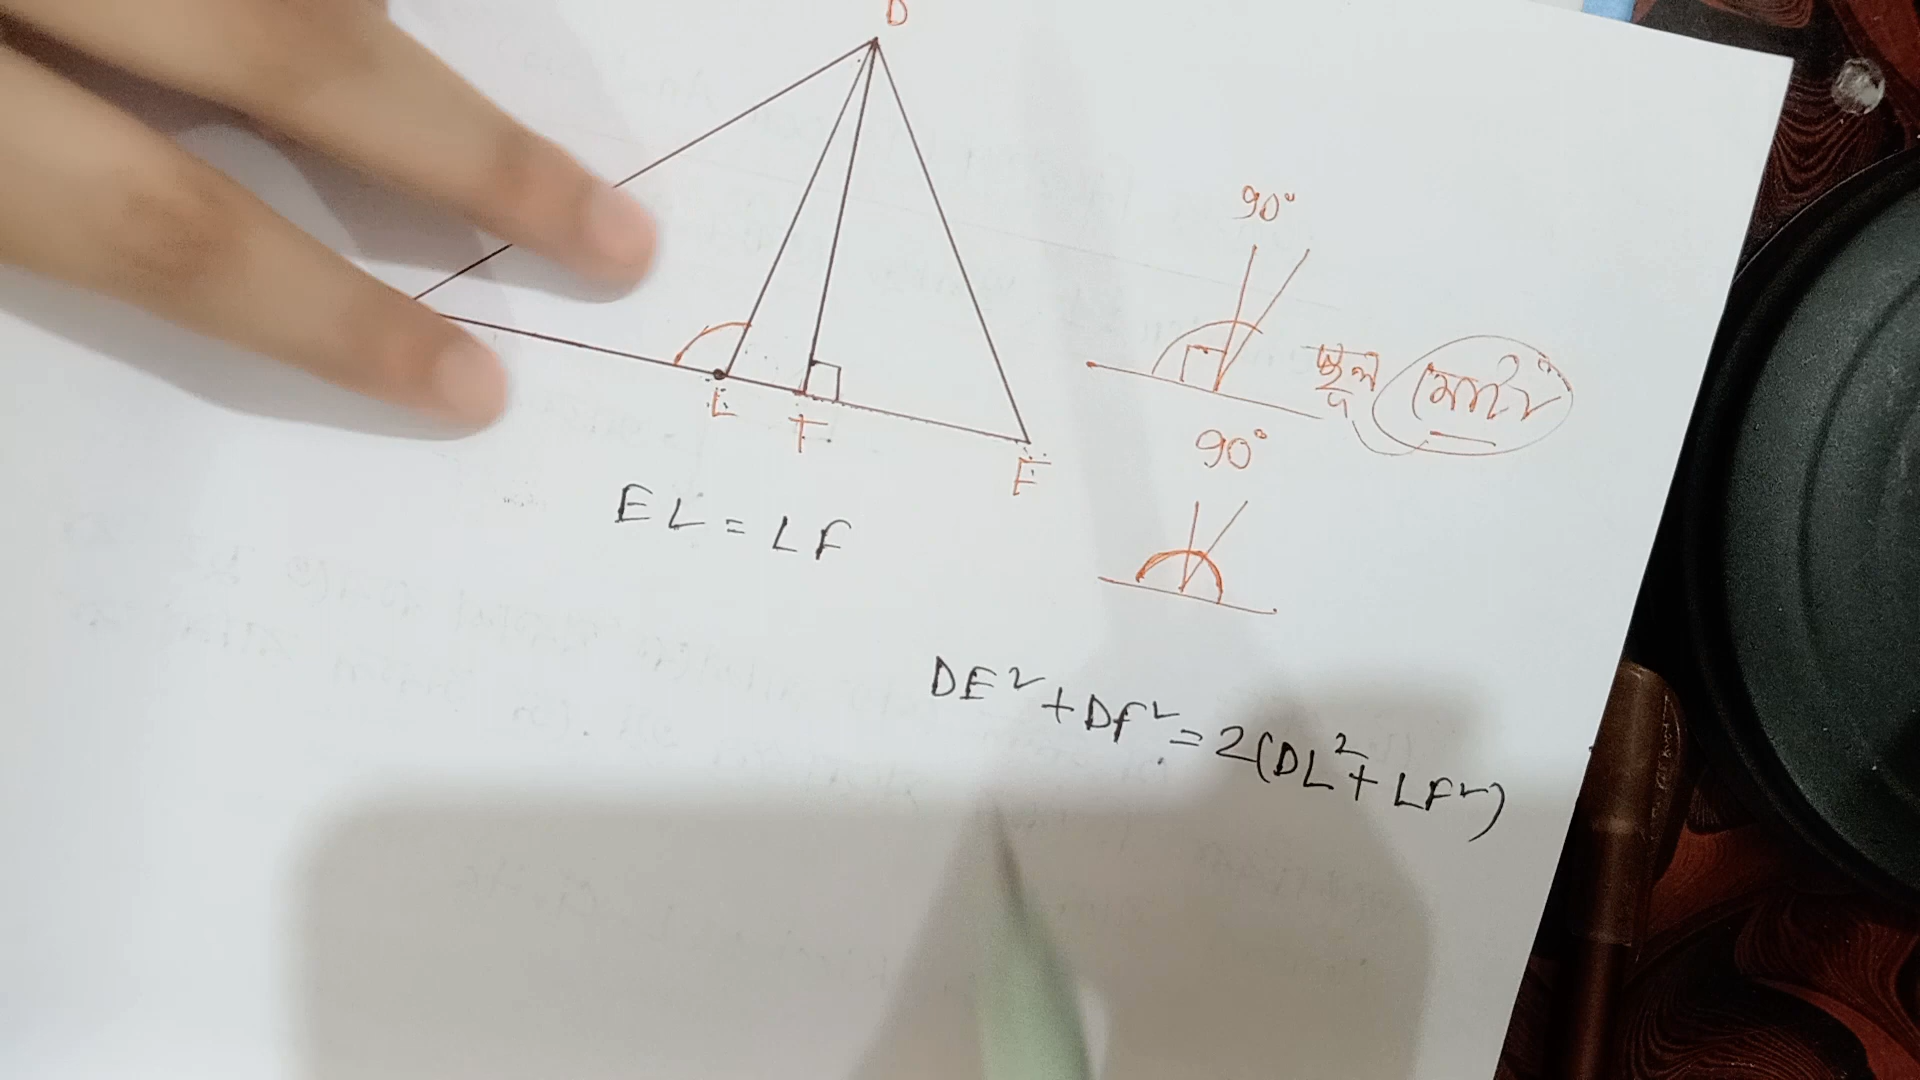 D
L
T
F
EL = LF
90°
স্থূল
90°
DE² + DF² = 2(DL² + LF²)